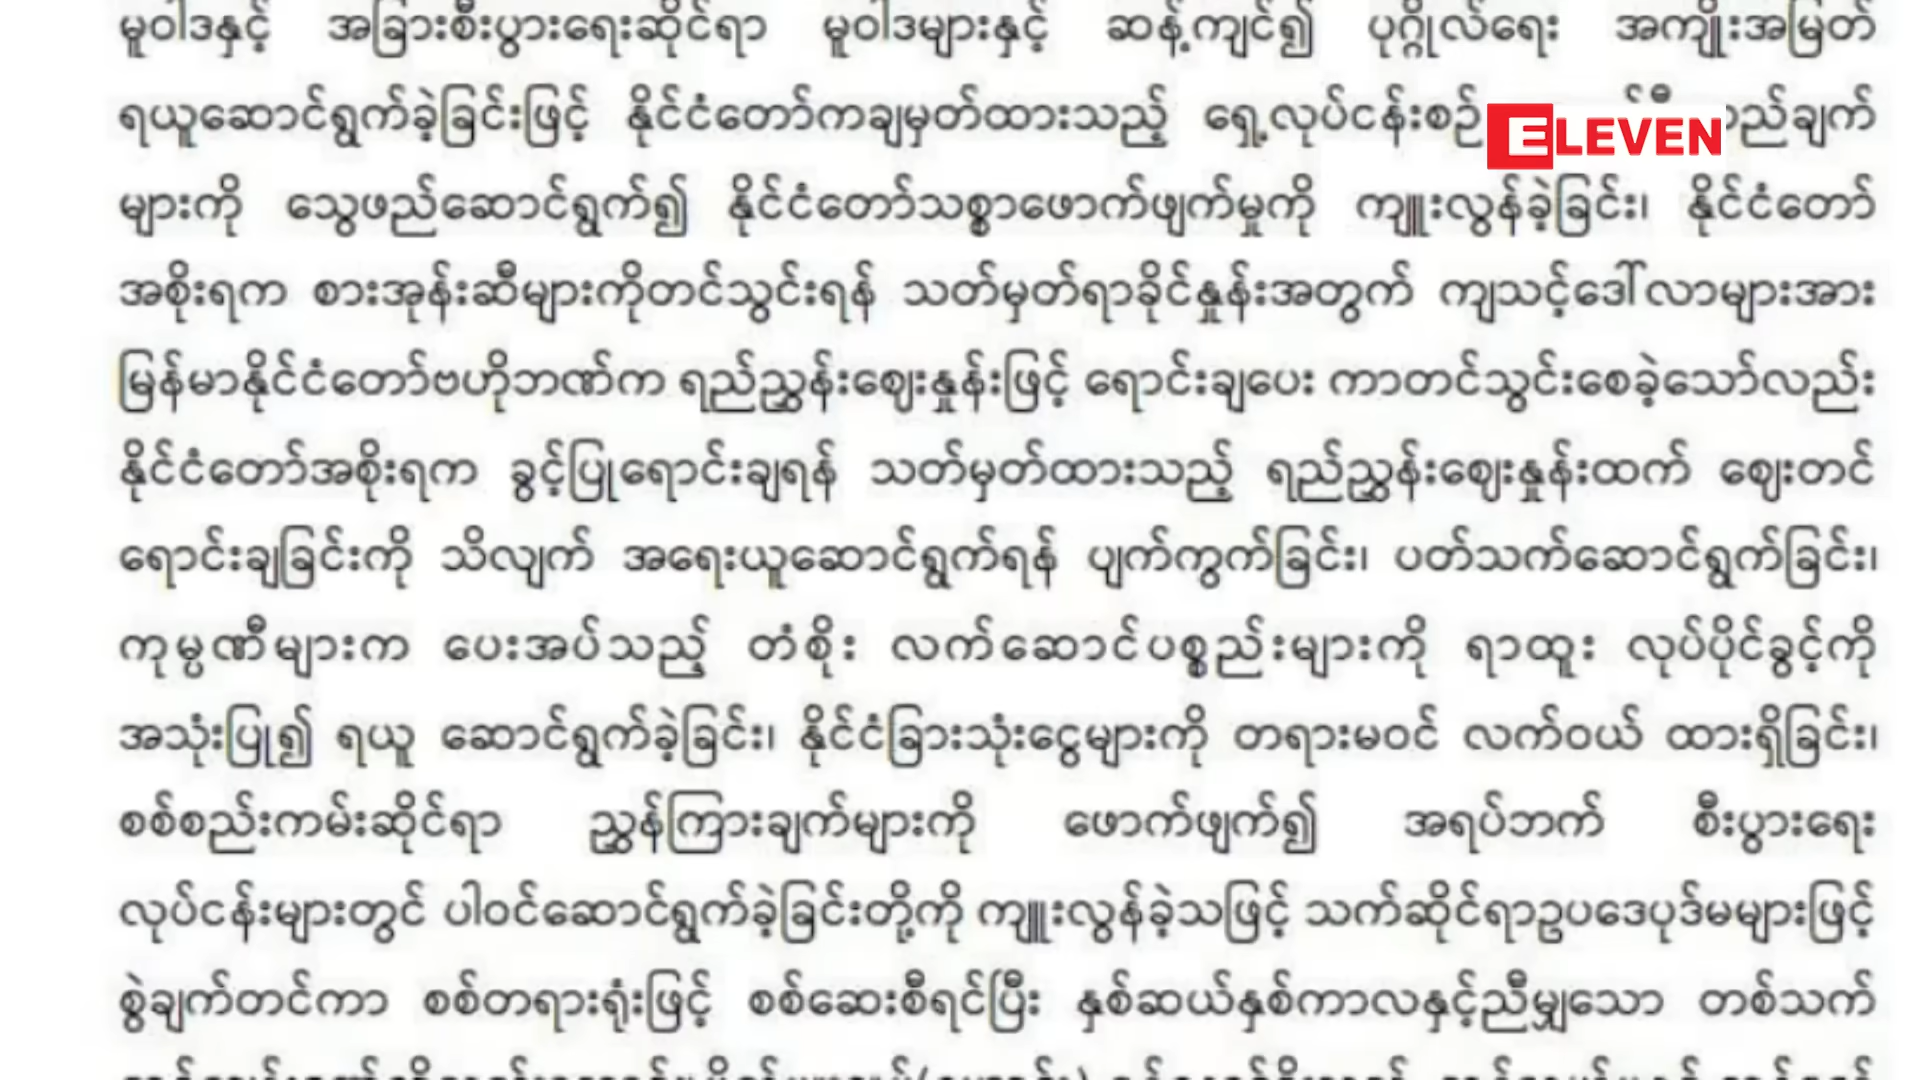 မူဝါဒနှင့် အခြားစီးပွားရေးဆိုင်ရာ မူဝါဒများနှင့် ဆန့်ကျင်၍ ပုဂ္ဂိုလ်ရေး အကျိုးအမြတ်
ရယူဆောင်ရွက်ခဲ့ခြင်းဖြင့် နိုင်ငံတော်ကချမှတ်ထားသည့် ရှေ့လုပ်ငန်းစဉ်
ELEVEN
များကို သွေဖည်ဆောင်ရွက်၍ နိုင်ငံတော်သစ္စာဖောက်ဖျက်မှုကို ကျူးလွန်ခဲ့ခြင်း၊ နိုင်ငံတော်
အစိုးရက စားအုန်းဆီများကိုတင်သွင်းရန် သတ်မှတ်ရာခိုင်နှုန်းအတွက် ကျသင့်ဒေါ်လာများအား
မြန်မာနိုင်ငံတော်ဗဟိုဘဏ်က ရည်ညွှန်းဈေးနှုန်းဖြင့် ရောင်းချပေး ကာတင်သွင်းစေခဲ့သော်လည်း
နိုင်ငံတော်အစိုးရက ခွင့်ပြုရောင်းချရန် သတ်မှတ်ထားသည့် ရည်ညွှန်းဈေးနှုန်းထက် ဈေးတင်
ရောင်းချခြင်းကို သိလျက် အရေးယူဆောင်ရွက်ရန် ပျက်ကွက်ခြင်း၊ ပတ်သက်ဆောင်ရွက်ခြင်း၊
ကုမ္ပဏီများက ပေးအပ်သည့် တံစိုး လက်ဆောင်ပစ္စည်းများကို ရာထူး လုပ်ပိုင်ခွင့်ကို
အသုံးပြု၍ ရယူ ဆောင်ရွက်ခဲ့ခြင်း၊ နိုင်ငံခြားသုံးငွေများကို တရားမဝင် လက်ဝယ် ထားရှိခြင်း၊
စစ်စည်းကမ်းဆိုင်ရာ ညွှန်ကြားချက်များကို ဖောက်ဖျက်၍ အရပ်ဘက် စီးပွားရေး
လုပ်ငန်းများတွင် ပါဝင်ဆောင်ရွက်ခဲ့ခြင်းတို့ကို ကျူးလွန်ခဲ့သဖြင့် သက်ဆိုင်ရာဥပဒေပုဒ်မများဖြင့်
စွဲချက်တင်ကာ စစ်တရားရုံးဖြင့် စစ်ဆေးစီရင်ပြီး နှစ်ဆယ်နှစ်ကာလနှင့်ညီမျှသော တစ်သက်